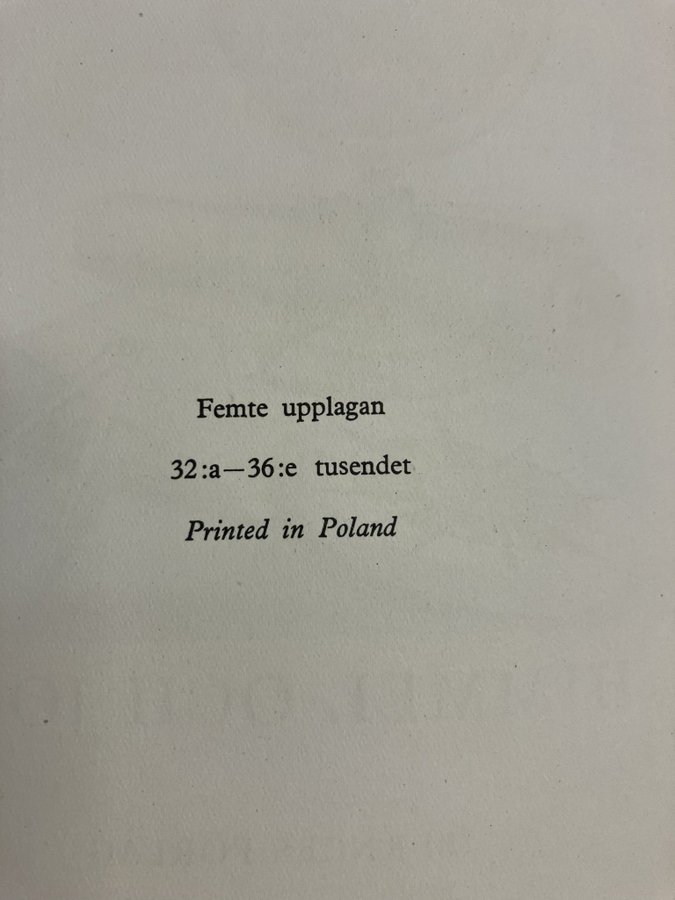 Femte upplagan
32:a—36:e tusendet
Printed in Poland